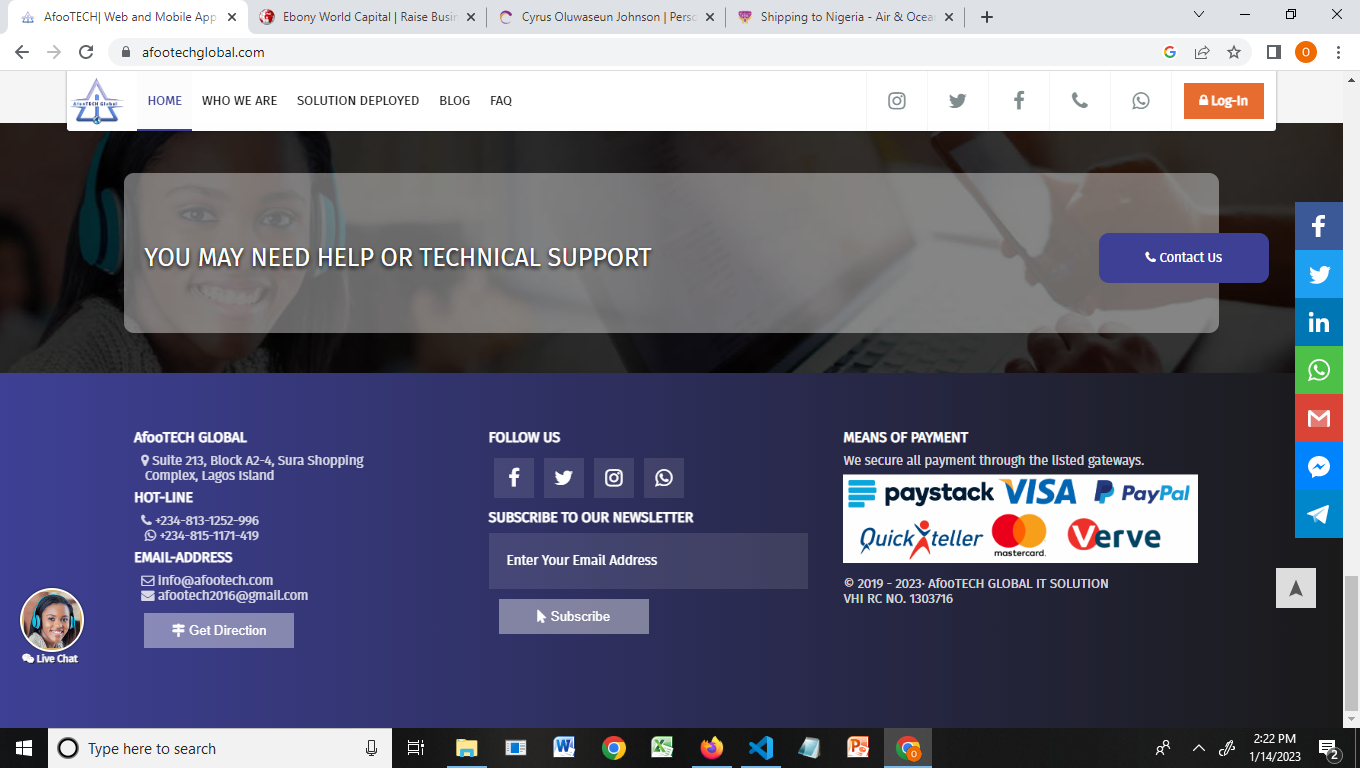 AfooTECH| Web and Mobile App
Ebony World Capital | Raise Busin
Cyrus Oluwaseun Johnson | Perso
Shipping to Nigeria - Air & Ocea
afootechglobal.com
O
AfooTECH Global
HOME
WHO WE ARE
SOLUTION DEPLOYED
BLOG
FAQ
Log-In
YOU MAY NEED HELP OR TECHNICAL SUPPORT
Contact Us
AfooTECH GLOBAL
Suite 213, Block A2-4, Sura Shopping
Complex, Lagos Island
HOT-LINE
+234-813-1252-996
+234-815-1171-419
EMAIL-ADDRESS
info@afootech.com
afootech2016@gmail.com
Get Direction
Live Chat
FOLLOW US
SUBSCRIBE TO OUR NEWSLETTER
Enter Your Email Address
Subscribe
MEANS OF PAYMENT
We secure all payment through the listed gateways.
paystack VISA PayPal
Quickteller mastercard. Verve
© 2019 - 2023· AfooTECH GLOBAL IT SOLUTION
VHI RC NO. 1303716
Type here to search
2:22 PM
1/14/2023
2